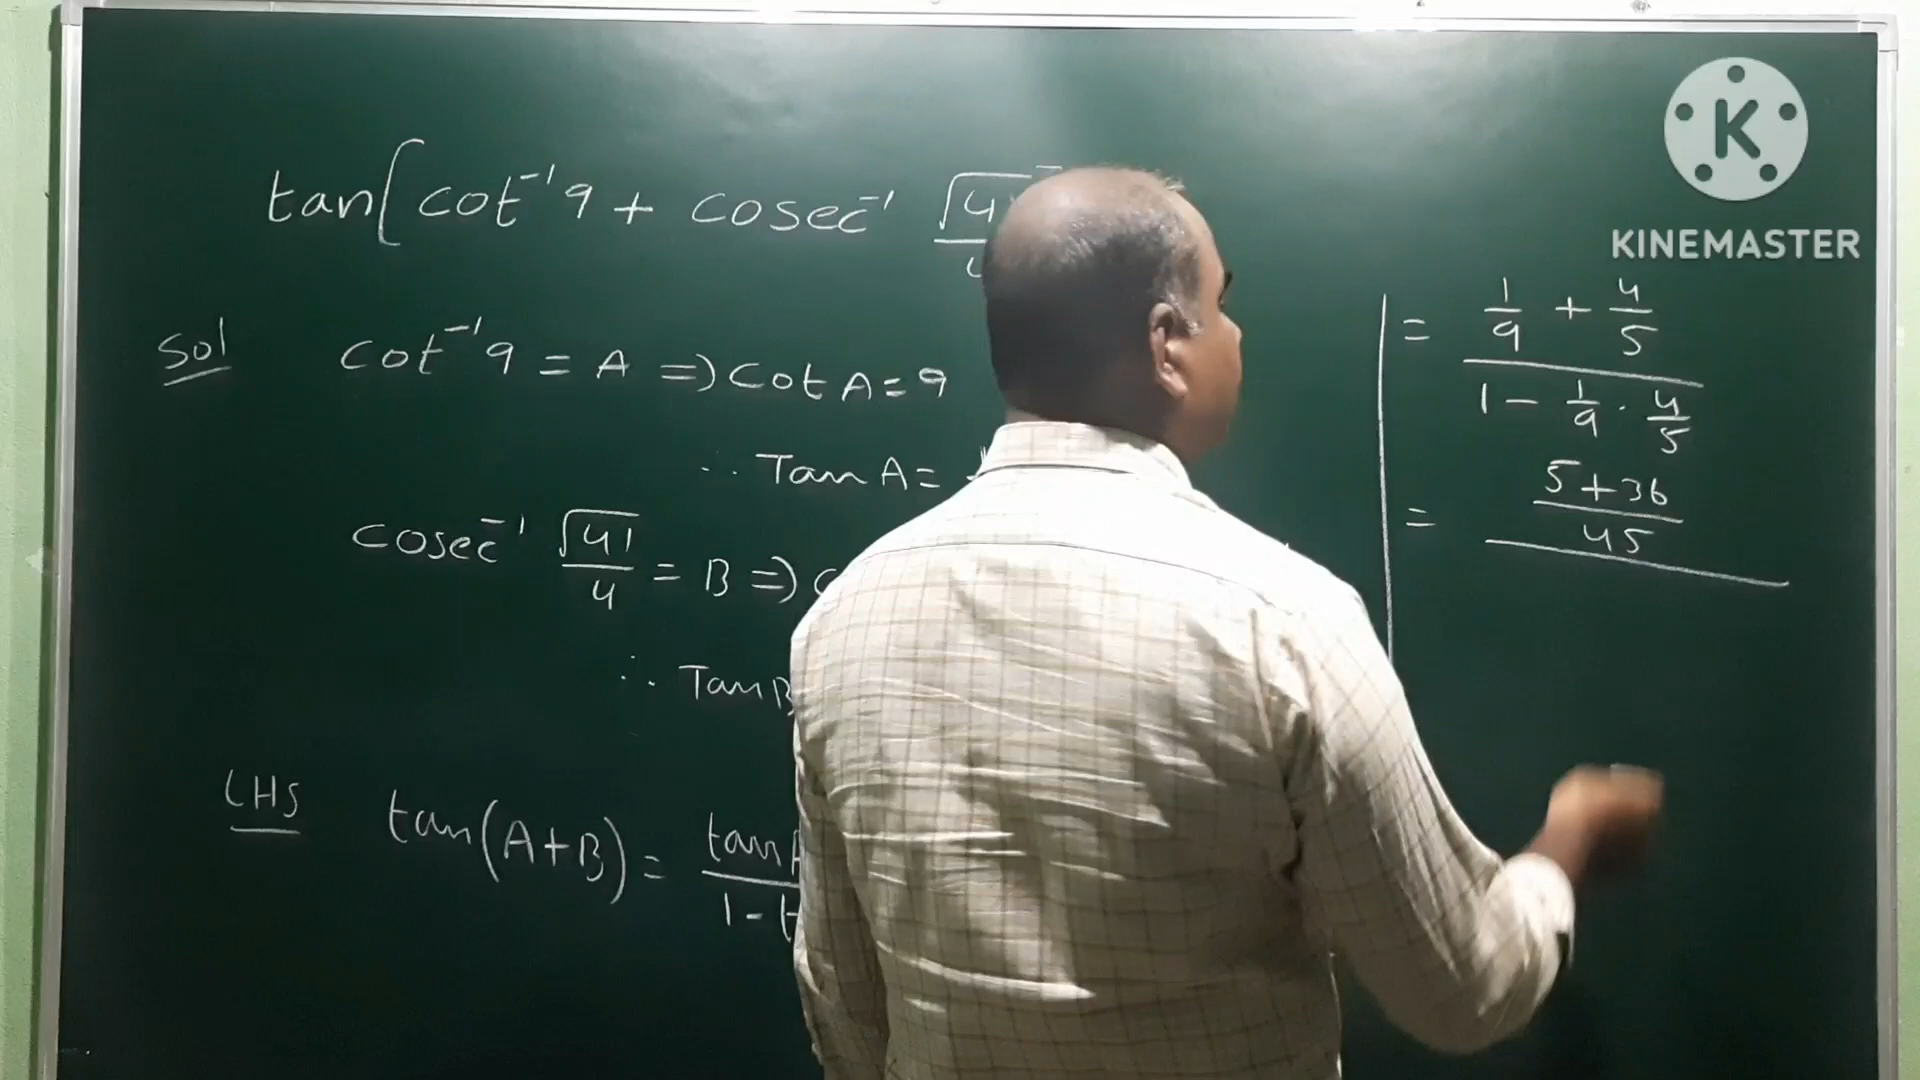 tan[cot⁻¹9 + cosec⁻¹ √4
Sol cot⁻¹9 = A => Cot A = 9
∴ Tan A =
cosec⁻¹ √41/4 = B =>
∴ Tan B
LHS tan(A+B) = tan A / 1 -
= 1/9 + 4/5
1 - 1/9 · 4/5
= 5+36
45
K
KINEMASTER